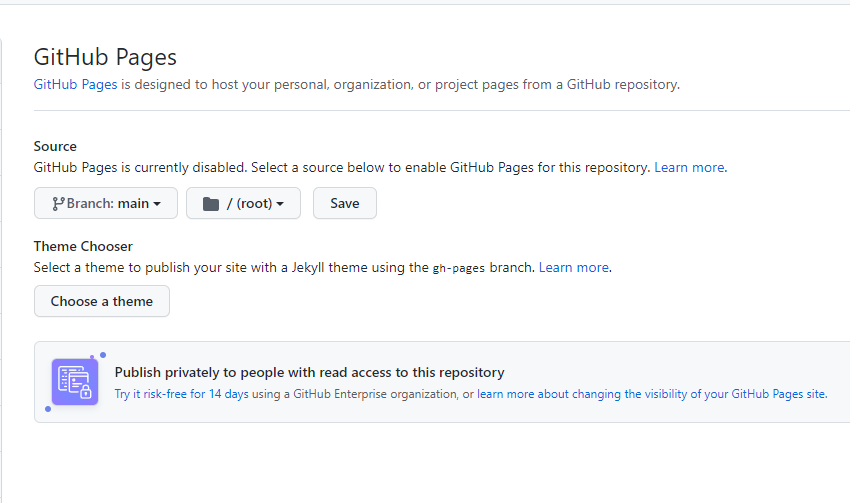 GitHub Pages
GitHub Pages is designed to host your personal, organization, or project pages from a GitHub repository.
Source
GitHub Pages is currently disabled. Select a source below to enable GitHub Pages for this repository. Learn more.
Branch: main / (root) Save
Theme Chooser
Select a theme to publish your site with a Jekyll theme using the gh-pages branch. Learn more.
Choose a theme
Publish privately to people with read access to this repository
Try it risk-free for 14 days using a GitHub Enterprise organization, or learn more about changing the visibility of your GitHub Pages site.